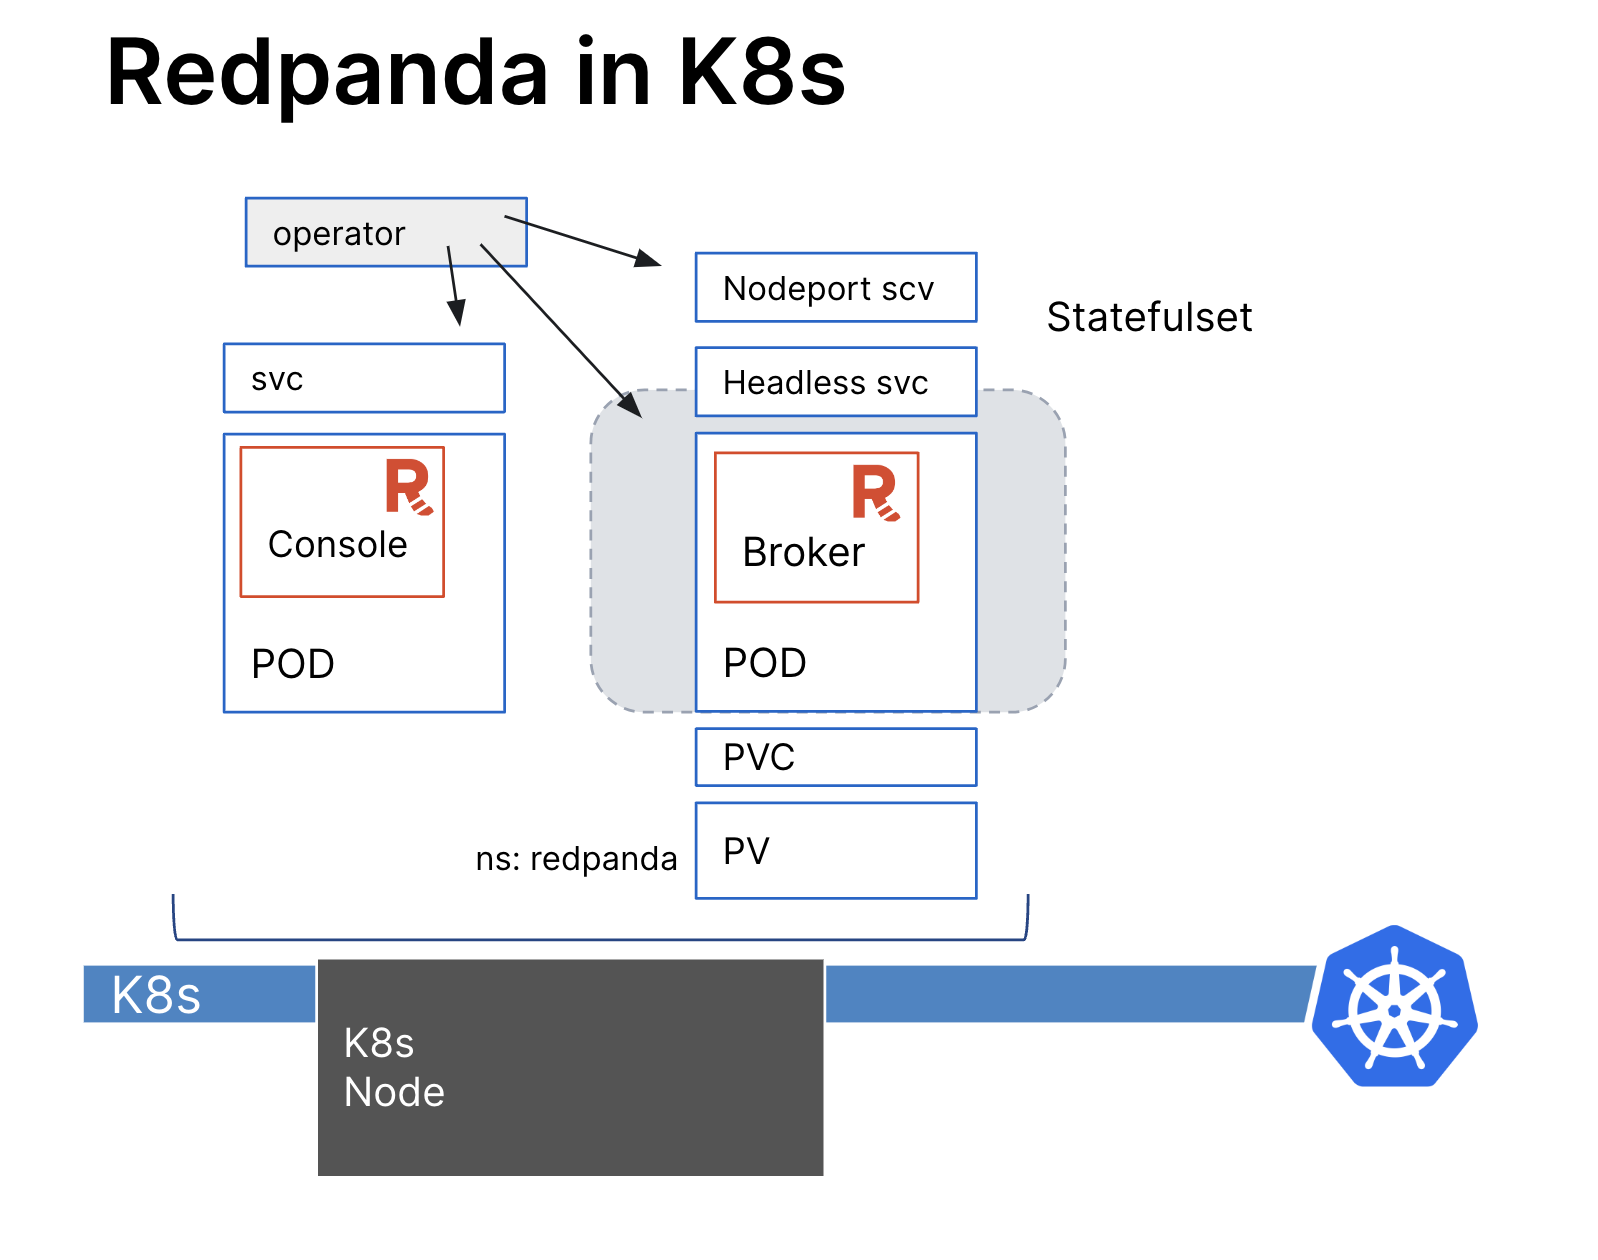 Redpanda in K8s
operator
Nodeport scv
Statefulset
svc
Headless svc
Console
Broker
POD
POD
PVC
ns: redpanda
PV
K8s
K8s
Node